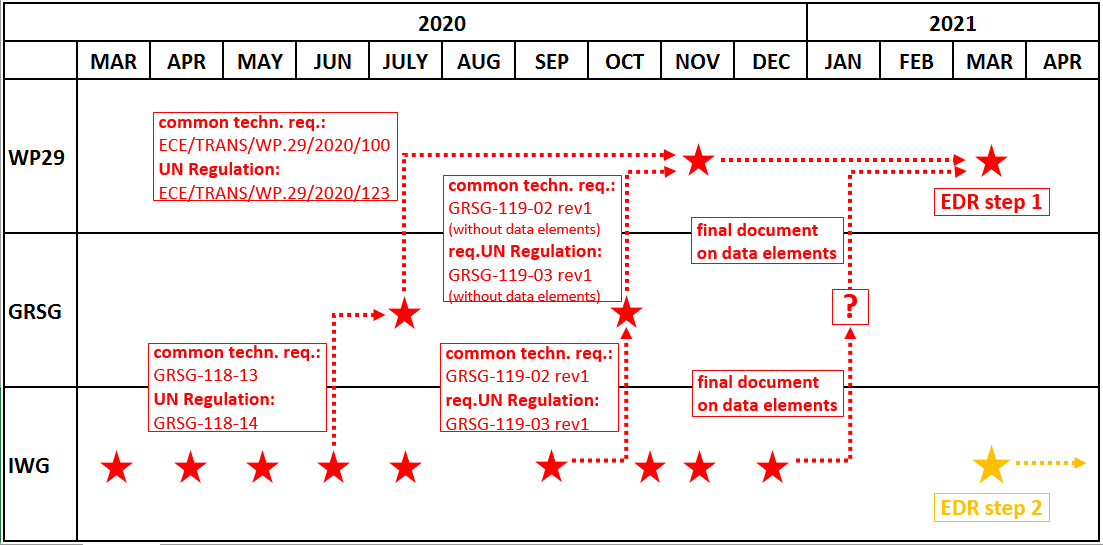 2020
2021
MAR
APR
MAY
JUN
JULY
AUG
SEP
OCT
NOV
DEC
JAN
FEB
MAR
APR
WP29
common techn. req.:
ECE/TRANS/WP.29/2020/100
UN Regulation:
ECE/TRANS/WP.29/2020/123
common techn. req.:
GRSG-119-02 rev1
(without data elements)
req.UN Regulation:
GRSG-119-03 rev1
(without data elements)
EDR step 1
final document
on data elements
GRSG
?
common techn. req.:
GRSG-118-13
UN Regulation:
GRSG-118-14
common techn. req.:
GRSG-119-02 rev1
req.UN Regulation:
GRSG-119-03 rev1
final document
on data elements
IWG
EDR step 2